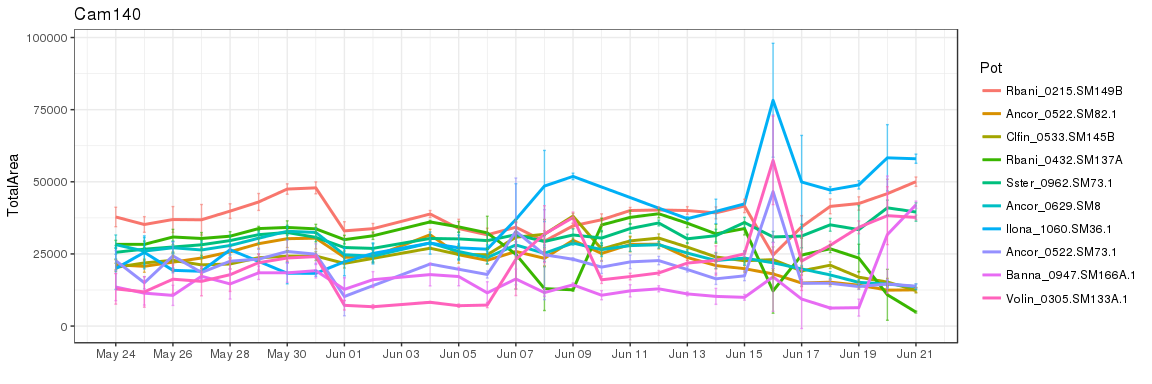 Cam140
TotalArea
100000
75000
50000
25000
0
May 24
May 26
May 28
May 30
Jun 01
Jun 03
Jun 05
Jun 07
Jun 09
Jun 11
Jun 13
Jun 15
Jun 17
Jun 19
Jun 21
Pot
Rbani_0215.SM149B
Ancor_0522.SM82.1
Clfin_0533.SM145B
Rbani_0432.SM137A
Sster_0962.SM73.1
Ancor_0629.SM8
Ilona_1060.SM36.1
Ancor_0522.SM73.1
Banna_0947.SM166A.1
Volin_0305.SM133A.1